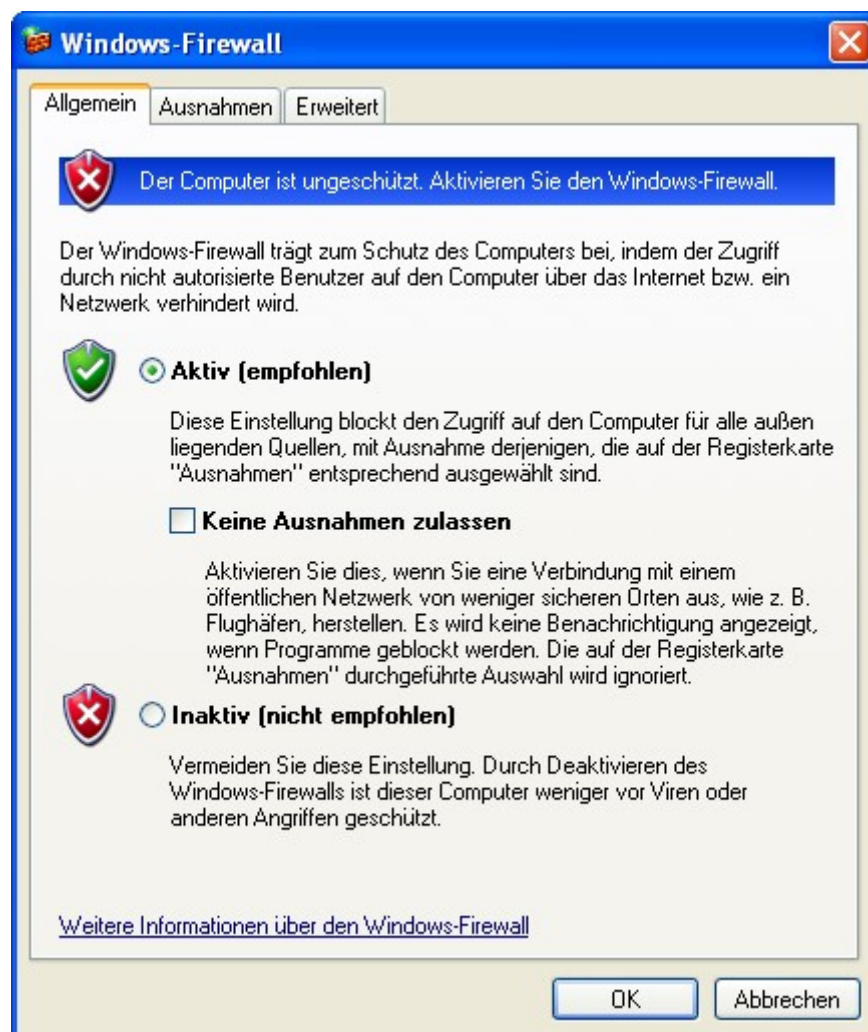 Windows-Firewall
Allgemein Ausnahmen Erweitert
Der Computer ist ungeschützt. Aktivieren Sie den Windows-Firewall.
Der Windows-Firewall trägt zum Schutz des Computers bei, indem der Zugriff
durch nicht autorisierte Benutzer auf den Computer über das Internet bzw. ein
Netzwerk verhindert wird.
Aktiv (empfohlen)
Diese Einstellung blockt den Zugriff auf den Computer für alle außen
liegenden Quellen, mit Ausnahme derjenigen, die auf der Registerkarte
"Ausnahmen" entsprechend ausgewählt sind.
Keine Ausnahmen zulassen
Aktivieren Sie dies, wenn Sie eine Verbindung mit einem
öffentlichen Netzwerk von weniger sicheren Orten aus, wie z. B.
Flughäfen, herstellen. Es wird keine Benachrichtigung angezeigt,
wenn Programme geblockt werden. Die auf der Registerkarte
"Ausnahmen" durchgeführte Auswahl wird ignoriert.
Inaktiv (nicht empfohlen)
Vermeiden Sie diese Einstellung. Durch Deaktivieren des
Windows-Firewalls ist dieser Computer weniger vor Viren oder
anderen Angriffen geschützt.
Weitere Informationen über den Windows-Firewall
OK Abbrechen